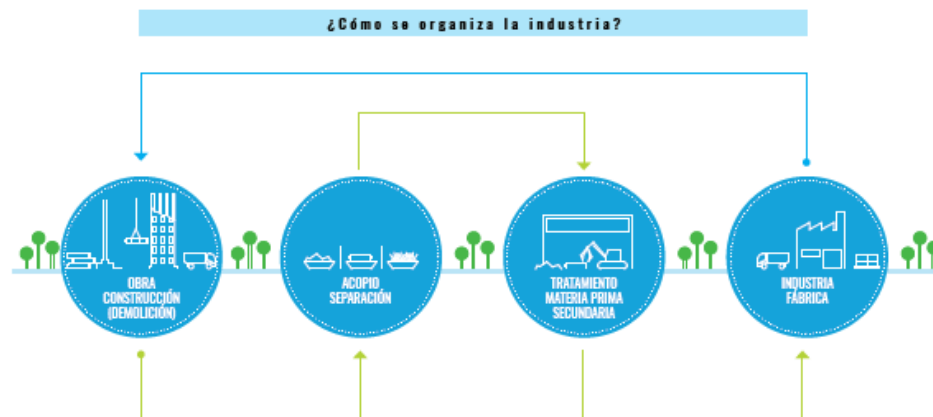 ¿Cómo se organiza la industria?
OBRA
CONSTRUCCIÓN
(DEMOLICIÓN)
ACOPIO
SEPARACIÓN
TRATAMIENTO
MATERIA PRIMA
SECUNDARIA
INDUSTRIA
FÁBRICA